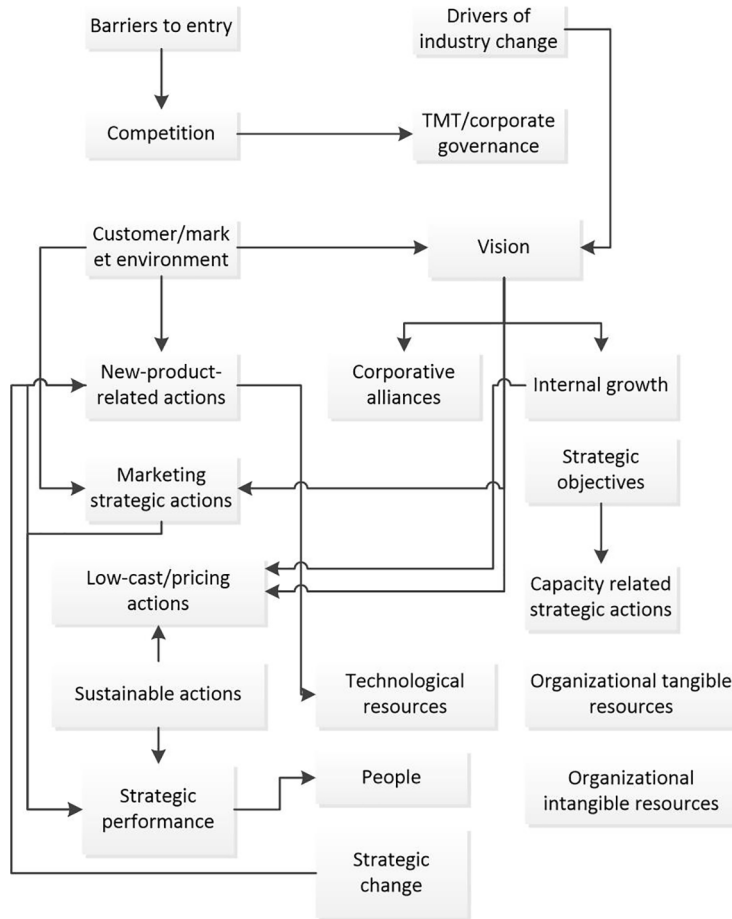 Barriers to entry
Drivers of
industry change
Competition
TMT/corporate
governance
Customer/mark
et environment
Vision
New-product-
related actions
Corporative
alliances
Internal growth
Marketing
strategic actions
Strategic
objectives
Low-cast/pricing
actions
Capacity related
strategic actions
Sustainable actions
Technological
resources
Organizational tangible
resources
Strategic
performance
People
Organizational
intangible resources
Strategic
change